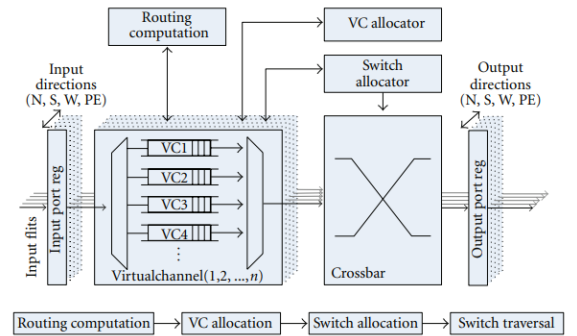 Routing
computation
VC allocator
Switch
allocator
Input
directions
(N, S, W, PE)
Output
directions
(N, S, W, PE)
Input flits
Input port reg
VC1
VC2
VC3
VC4
⋮
Virtualchannel(1,2, ...,n)
Crossbar
Output port reg
Routing computation
VC allocation
Switch allocation
Switch traversal